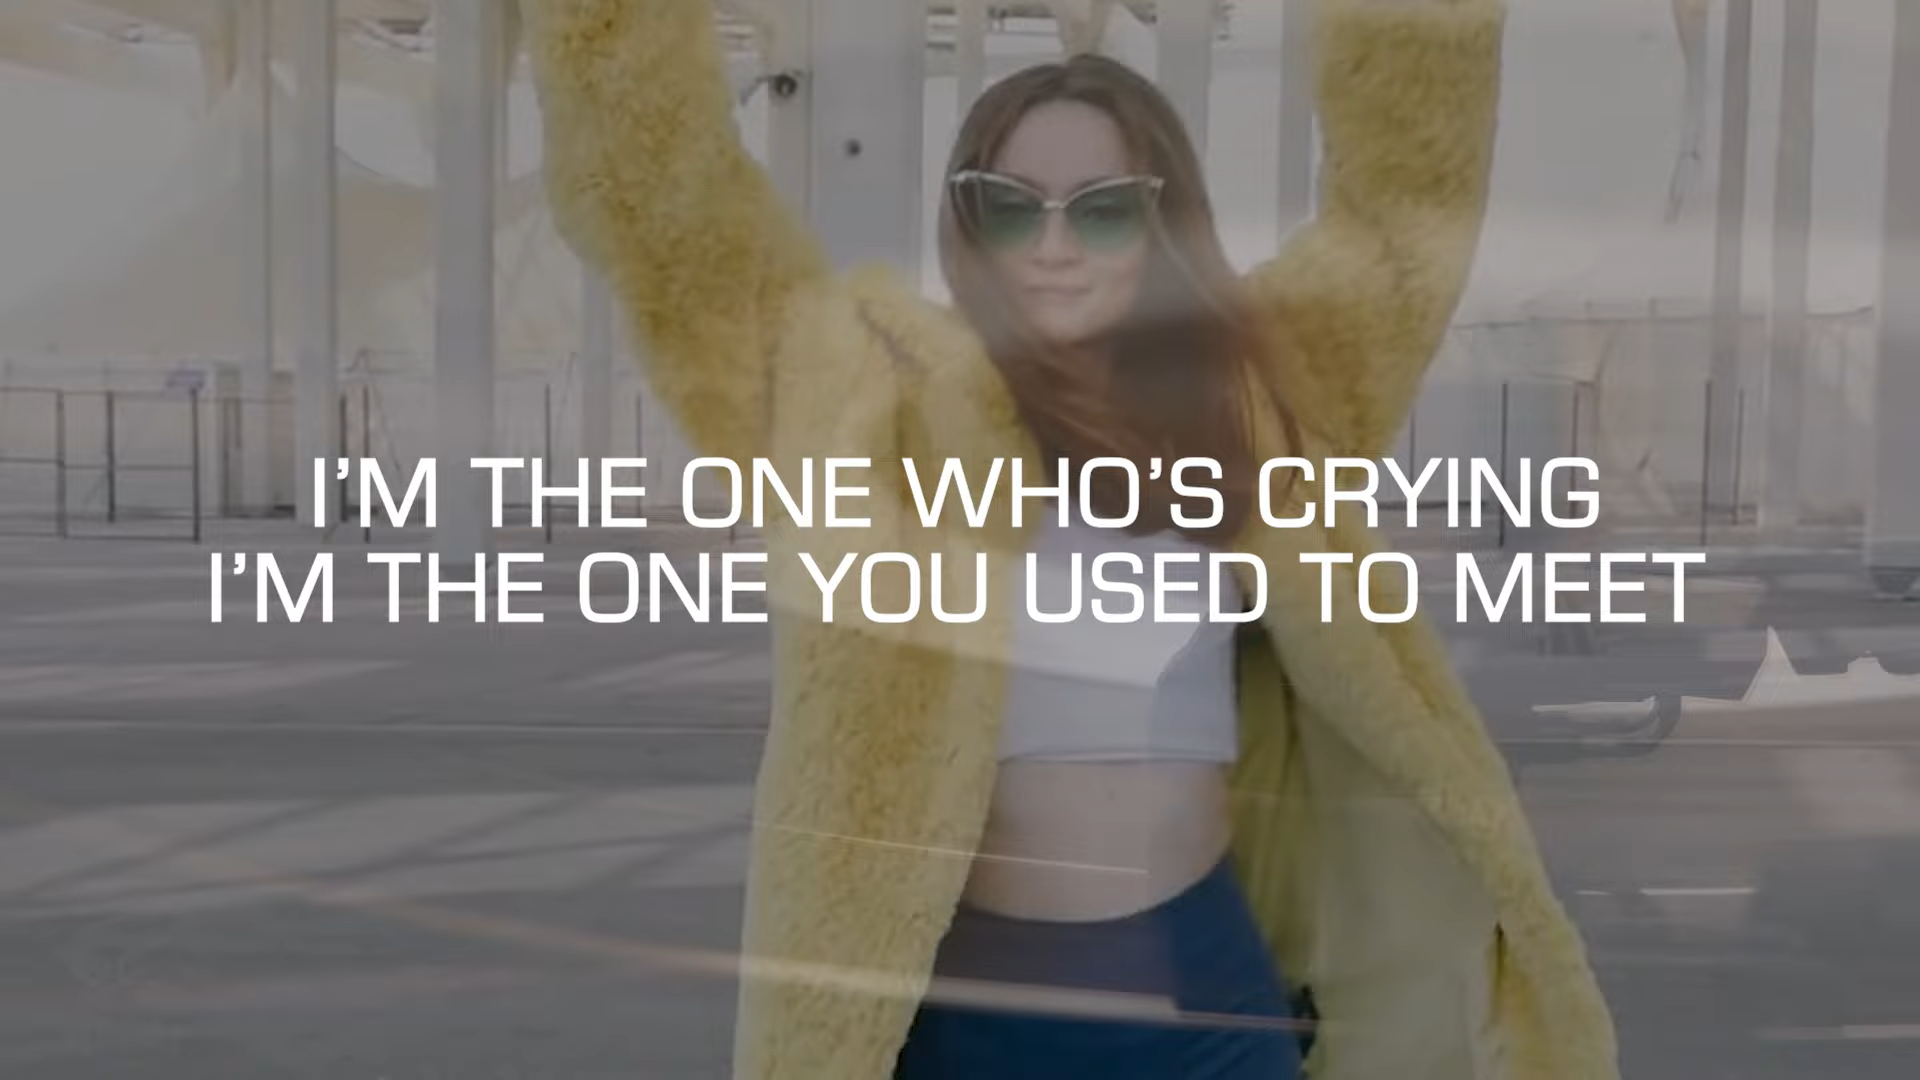 I'M THE ONE WHO'S CRYING
I'M THE ONE YOU USED TO MEET